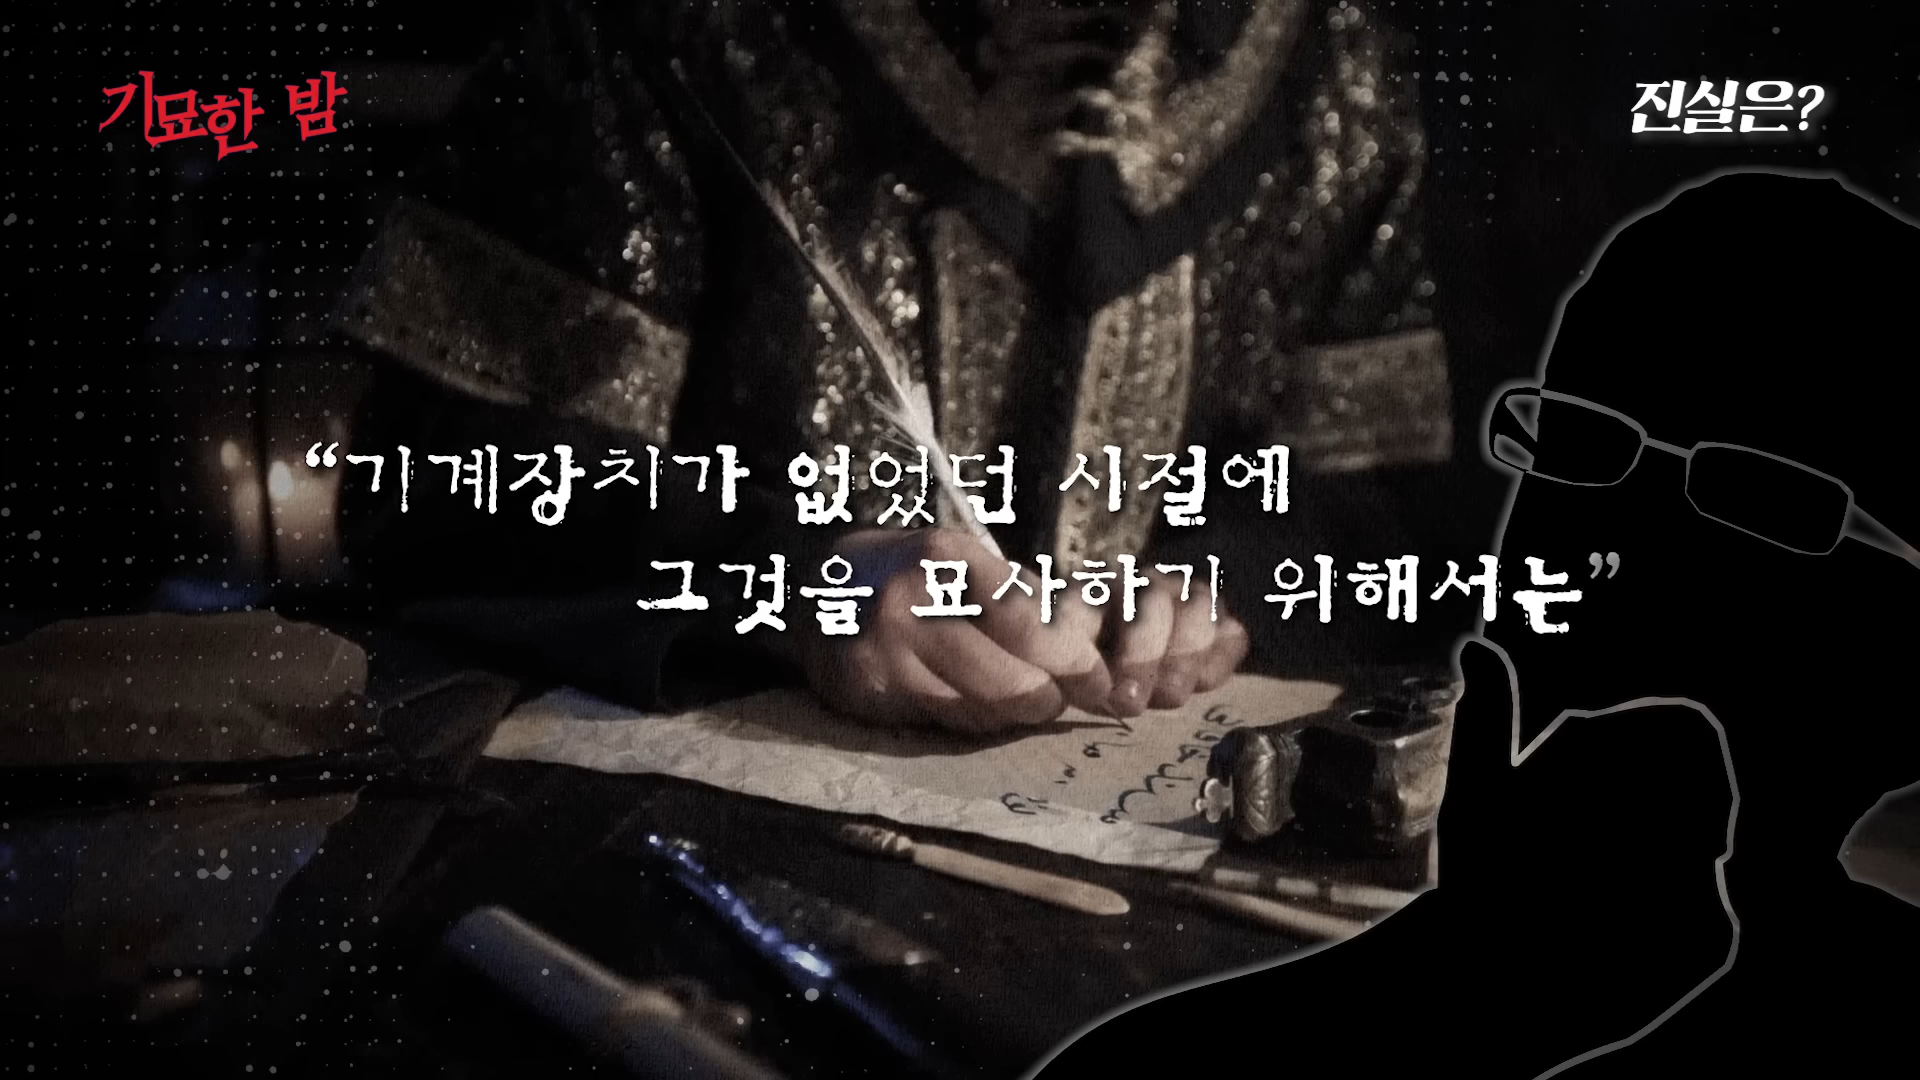 기묘한 밤
진실은?
“기계장치가 없었던 시절에
그것을 묘사하기 위해서는”